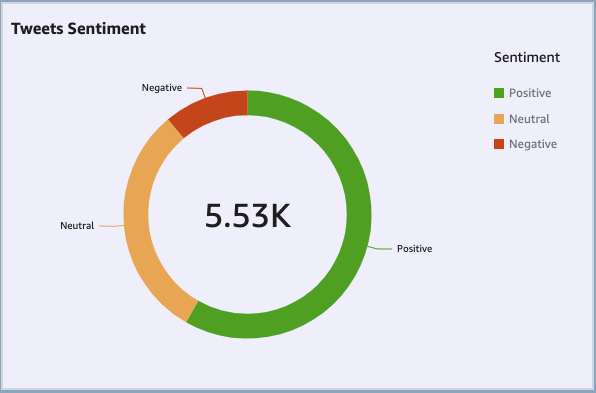 Tweets Sentiment
Sentiment
Positive
Neutral
Negative
Negative
5.53K
Neutral
Positive